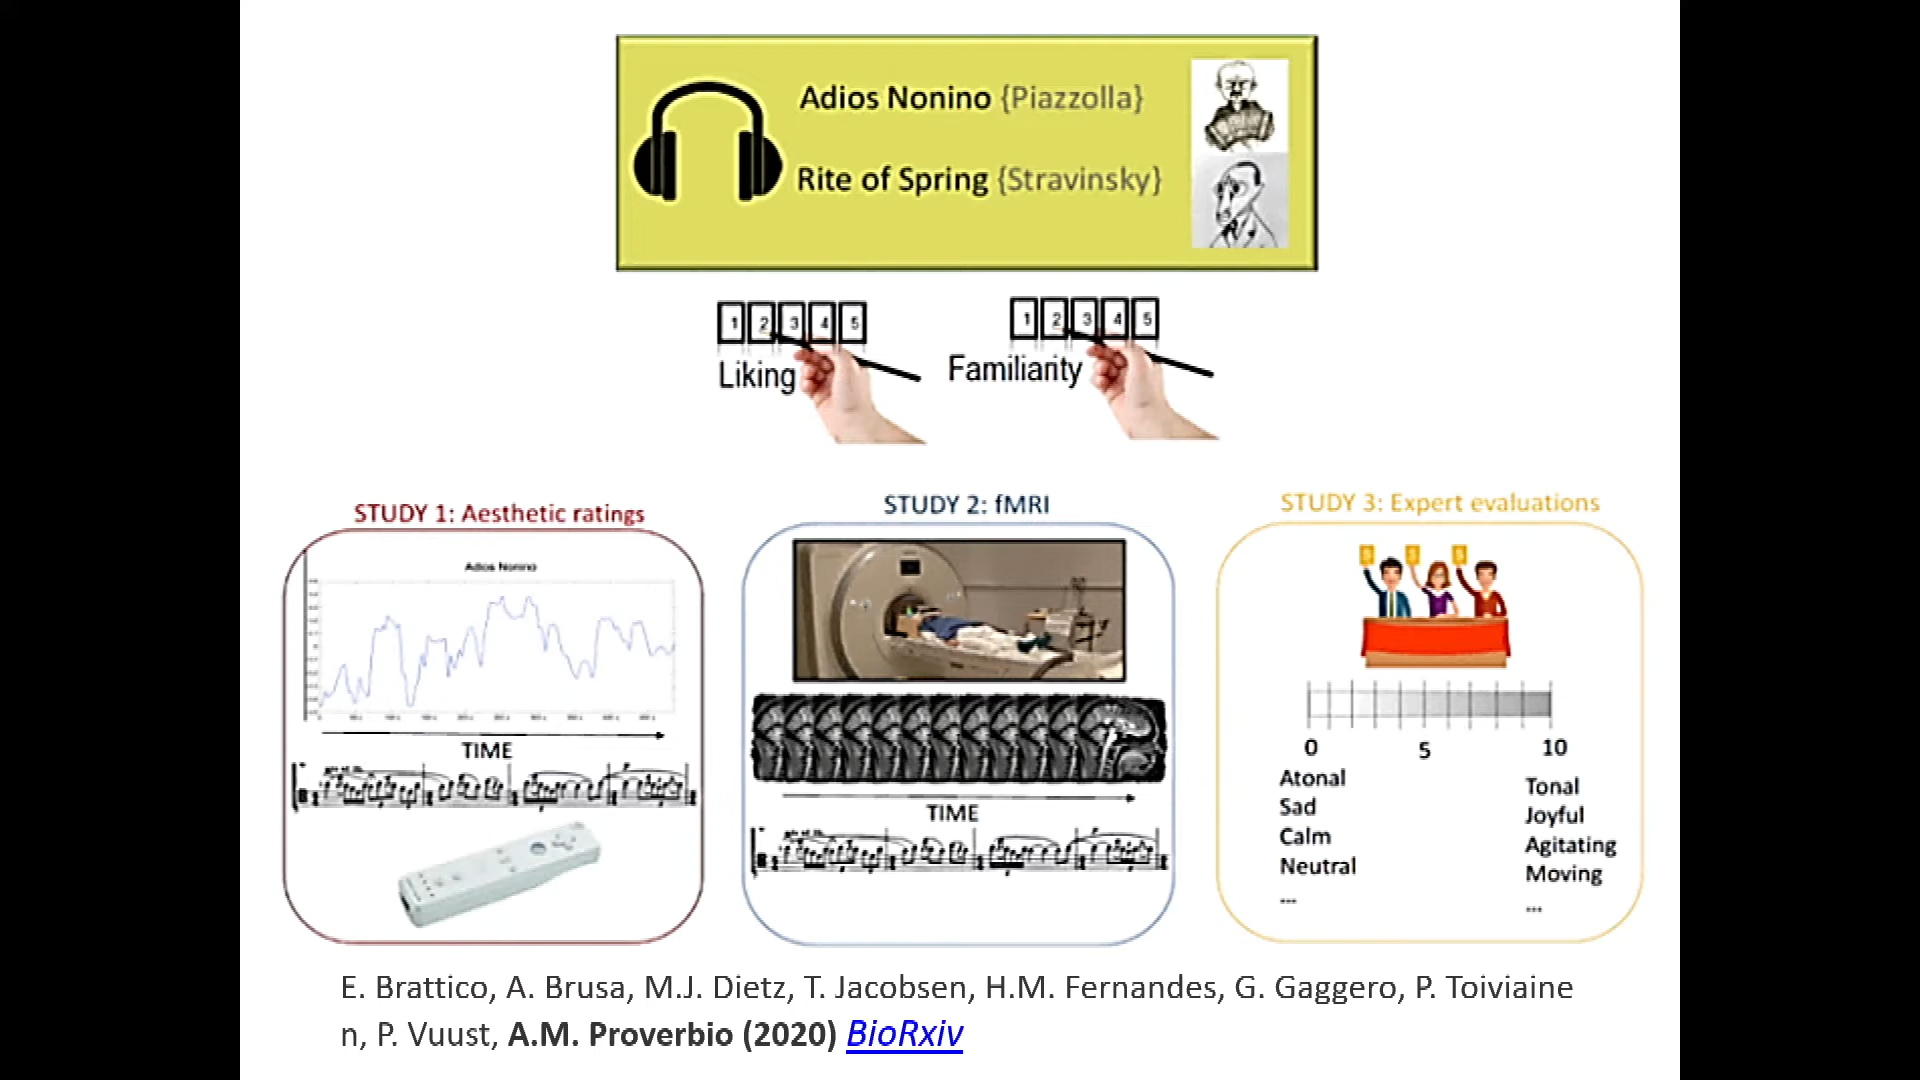 Adios Nonino {Piazzolla}
Rite of Spring {Stravinsky}
1 2 3 4 5
Liking
1 2 3 4 5
Familiarity
STUDY 1: Aesthetic ratings
Adios Nonino
TIME
STUDY 2: fMRI
TIME
STUDY 3: Expert evaluations
0 5 10
Atonal Tonal
Sad Joyful
Calm Agitating
Neutral Moving
... ...
E. Brattico, A. Brusa, M.J. Dietz, T. Jacobsen, H.M. Fernandes, G. Gaggero, P. Toiviaine
n, P. Vuust, A.M. Proverbio (2020) BioRxiv